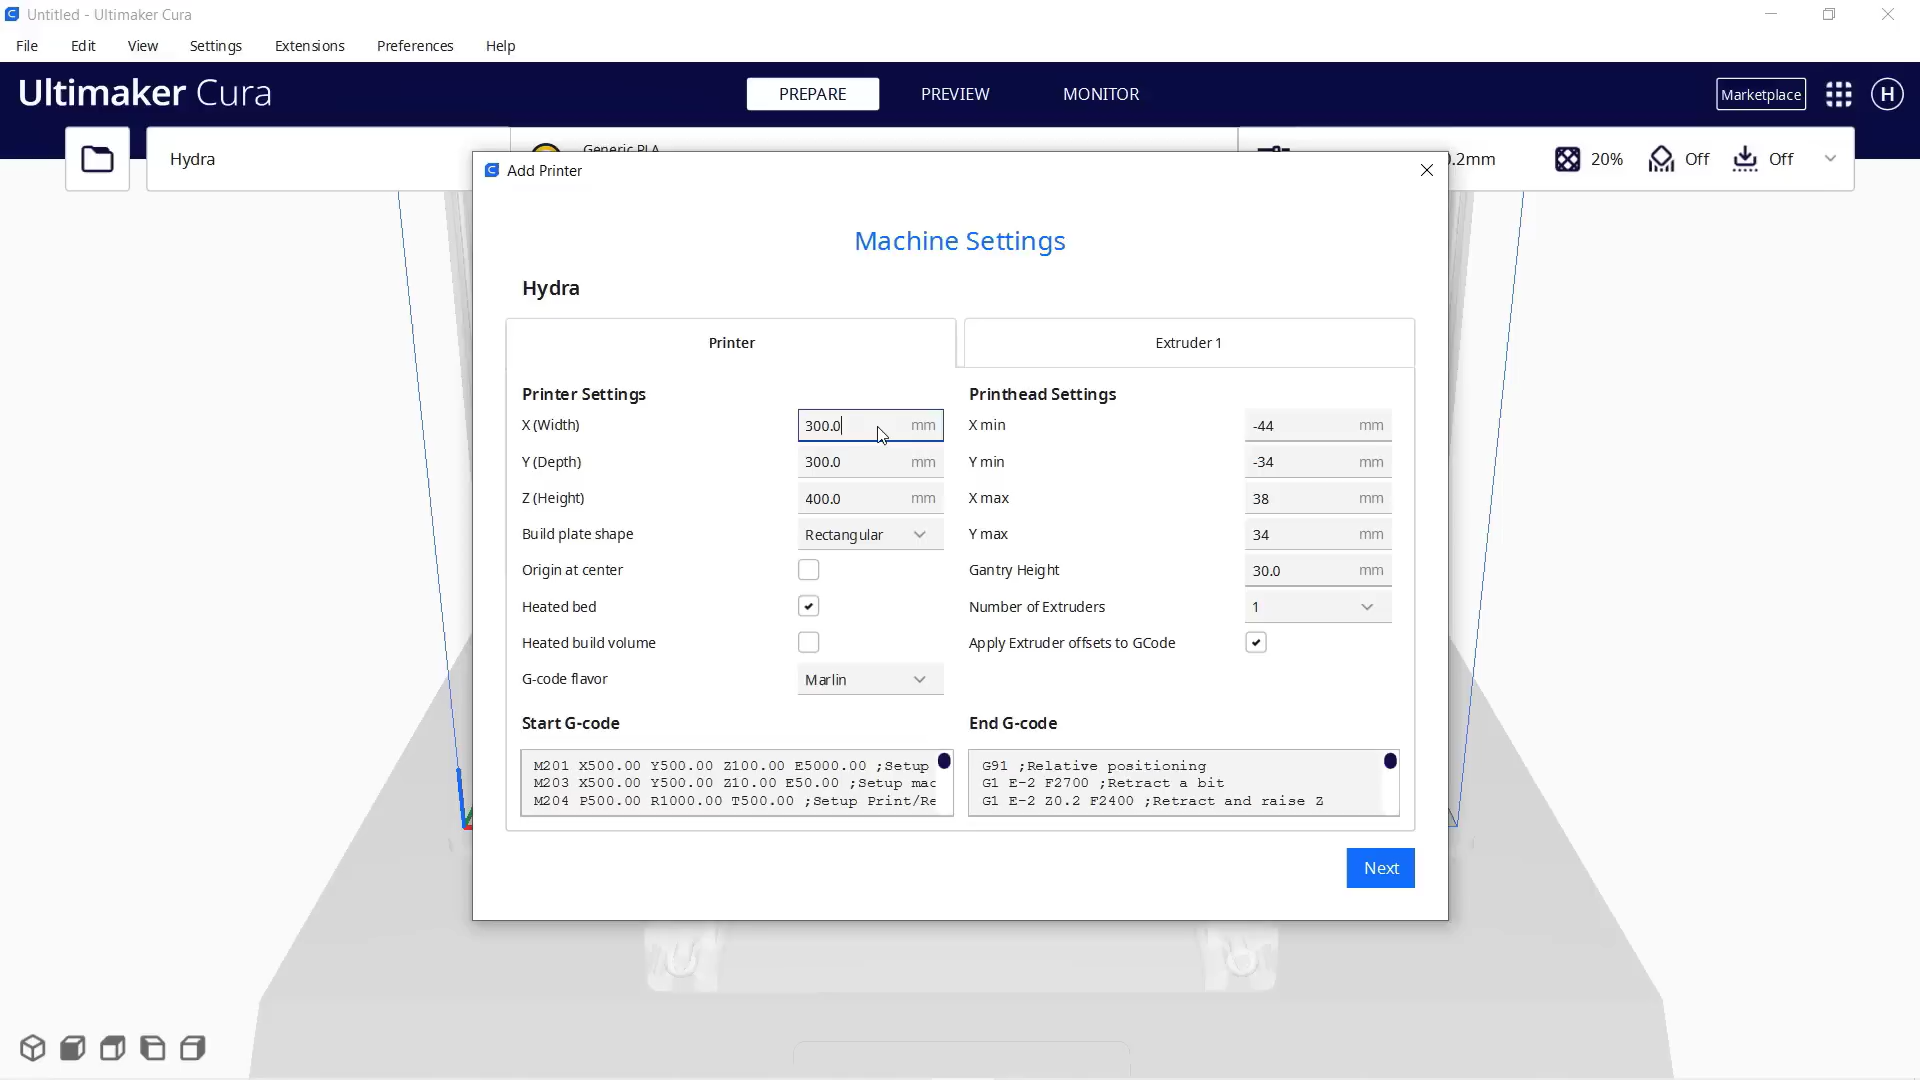 Untitled - Ultimaker Cura
File Edit View Settings Extensions Preferences Help
Ultimaker Cura
PREPARE PREVIEW MONITOR
Marketplace H
Hydra
Generic PLA
0.2mm 20% Off Off
Add Printer
Machine Settings
Hydra
Printer Extruder 1
Printer Settings Printhead Settings
X (Width) 300.0 mm X min -44 mm
Y (Depth) 300.0 mm Y min -34 mm
Z (Height) 400.0 mm X max 38 mm
Build plate shape Rectangular Y max 34 mm
Origin at center Gantry Height 30.0 mm
Heated bed Number of Extruders 1
Heated build volume Apply Extruder offsets to GCode
G-code flavor Marlin
Start G-code End G-code
M201 X500.00 Y500.00 Z100.00 E5000.00 ;Setup G91 ;Relative positioning
M203 X500.00 Y500.00 Z10.00 E50.00 ;Setup mac G1 E-2 F2700 ;Retract a bit
M204 P500.00 R1000.00 T500.00 ;Setup Print/Re G1 E-2 Z0.2 F2400 ;Retract and raise Z
Next